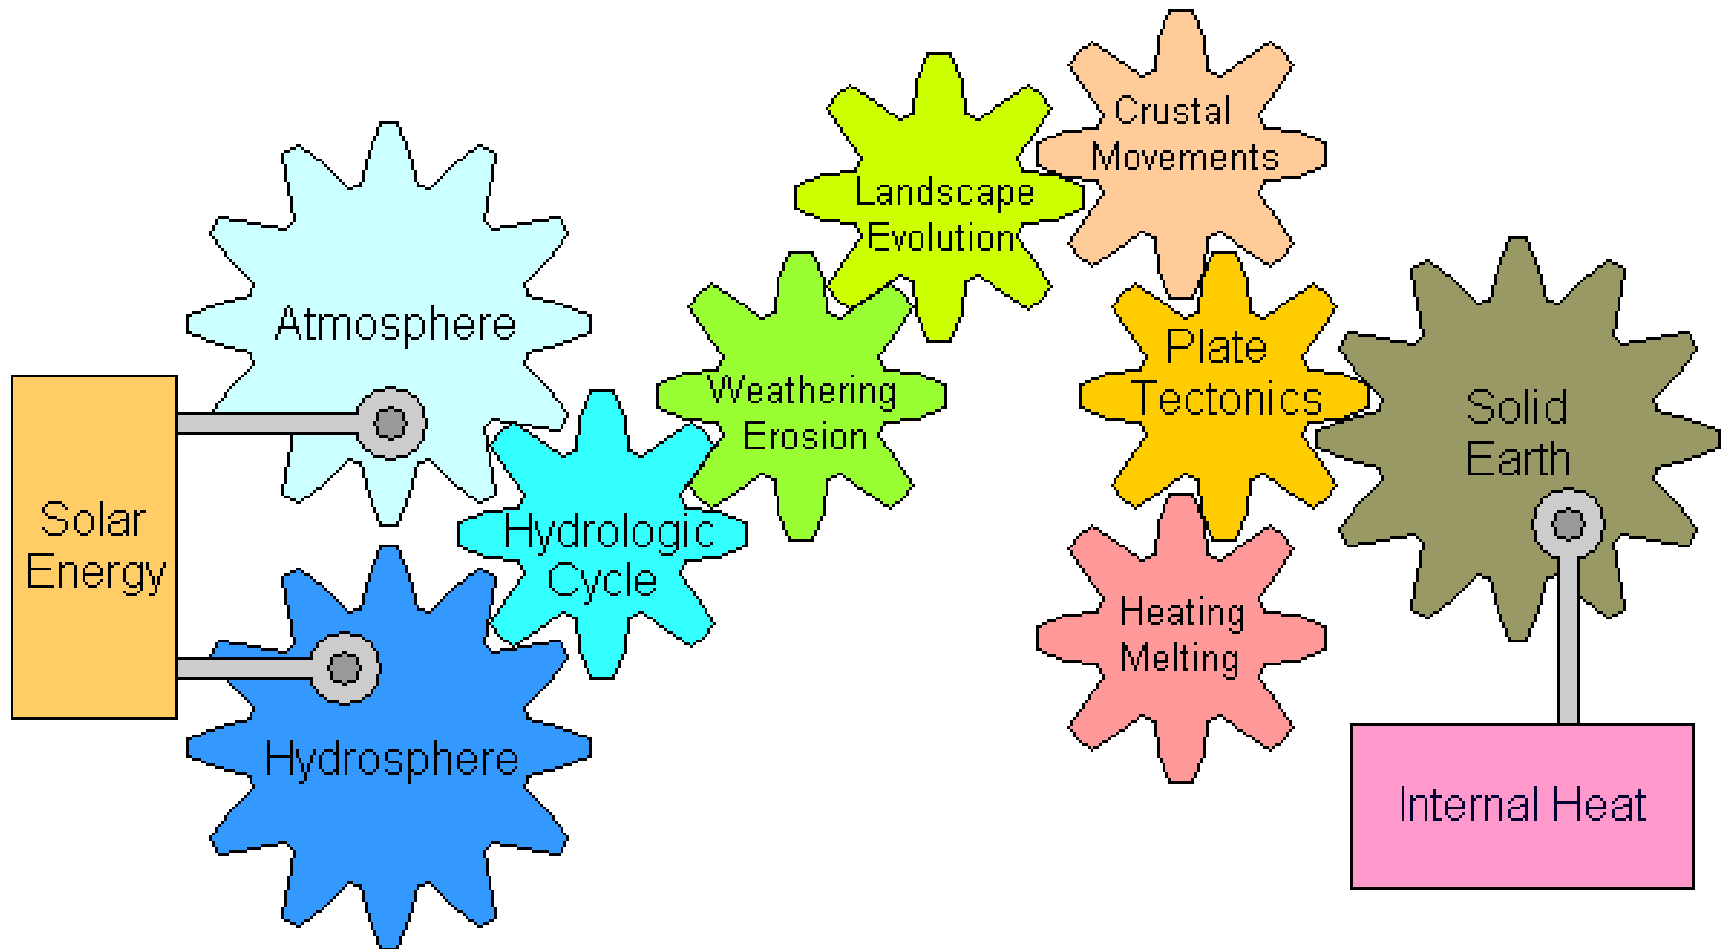 Crustal
Movements
Landscape
Evolution
Atmosphere
Plate
Tectonics
Weathering
Erosion
Solid
Earth
Solar
Energy
Hydrologic
Cycle
Heating
Melting
Hydrosphere
Internal Heat